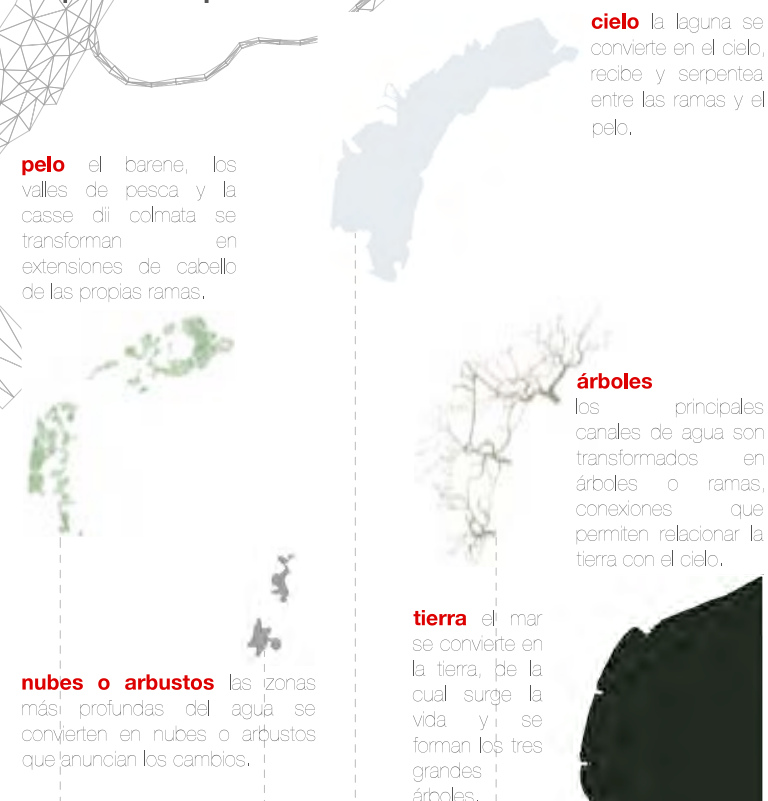 cielo la laguna se
convierte en el cielo,
recibe y serpentea
entre las ramas y el
pelo.
pelo el barene, los
valles de pesca y la
casse dii colmata se
transforman en
extensiones de cabello
de las propias ramas.
árboles
los principales
canales de agua son
transformados en
árboles o ramas,
conexiones que
permiten relacionar la
tierra con el cielo.
tierra el mar
se convierte en
la tierra, de la
cual surge la
vida y se
forman los tres
grandes
árboles.
nubes o arbustos las zonas
más profundas del agua se
convierten en nubes o arbustos
que anuncian los cambios.